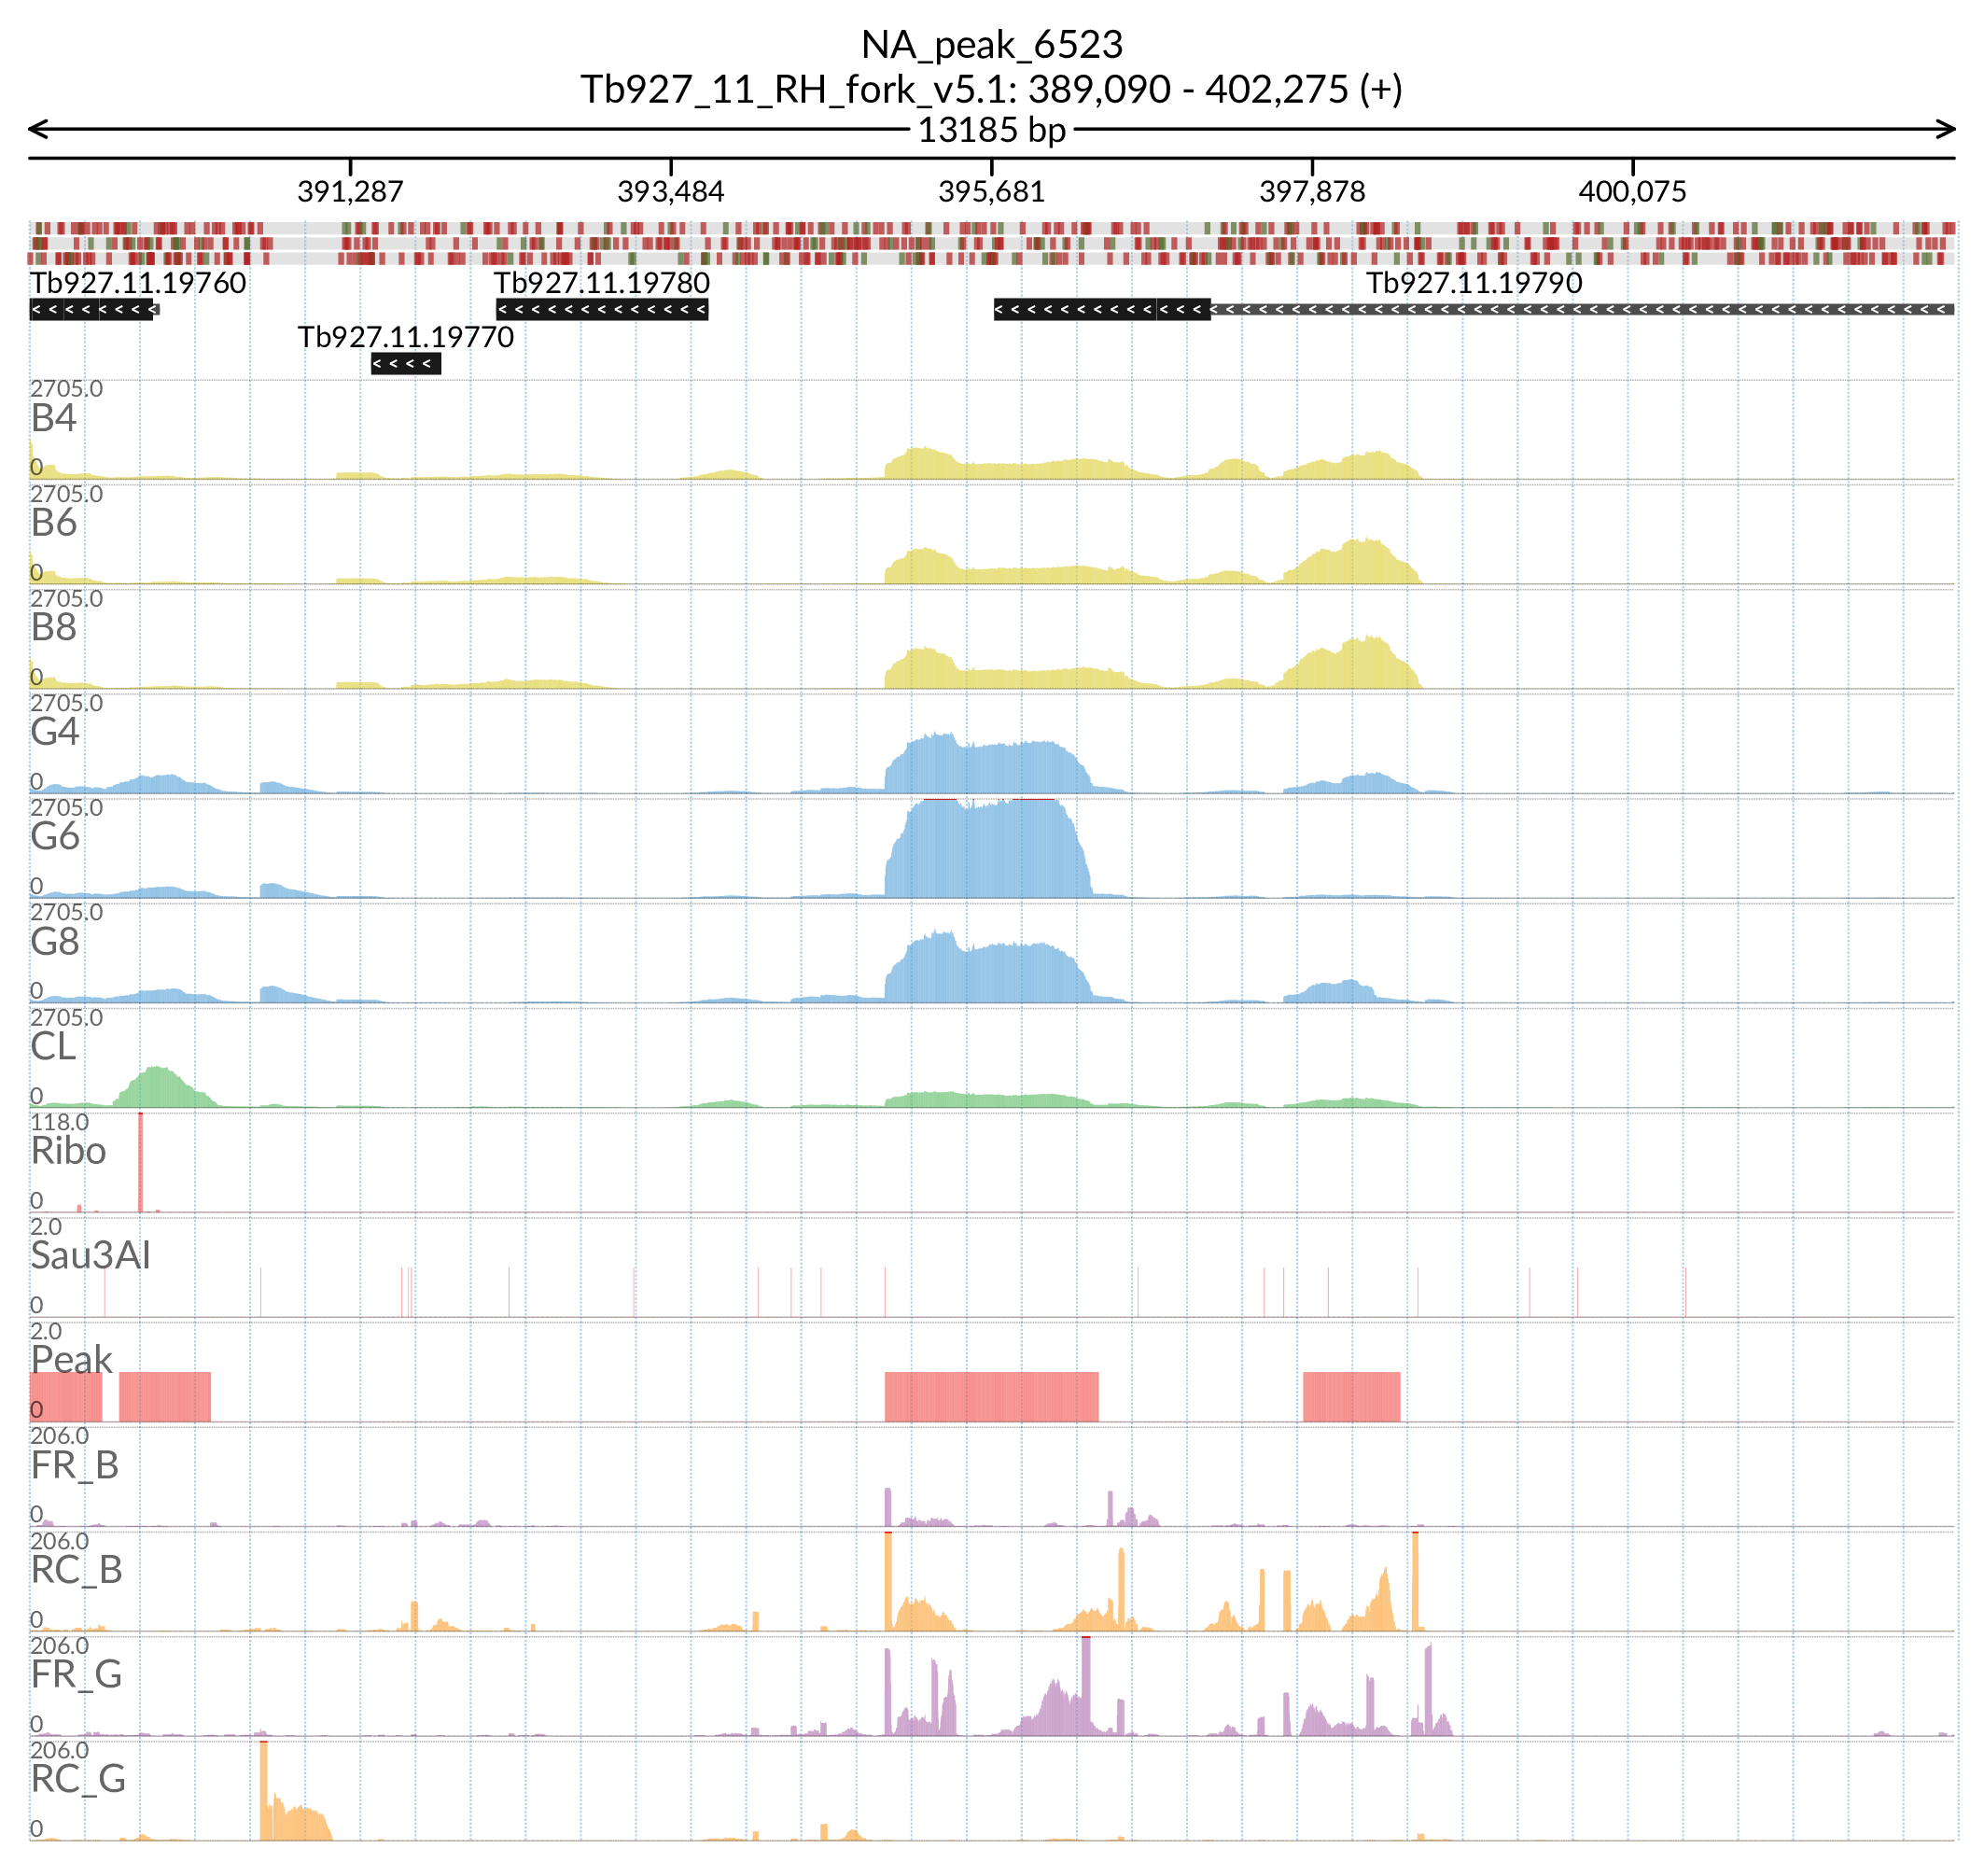 NA_peak_6523
Tb927_11_RH_fork_v5.1: 389,090 - 402,275 (+)
13185 bp
391,287 393,484 395,681 397,878 400,075
Tb927.11.19760 Tb927.11.19780 Tb927.11.19790
Tb927.11.19770
2705.0
B4
0
2705.0
B6
0
2705.0
B8
0
2705.0
G4
0
2705.0
G6
0
2705.0
G8
0
2705.0
CL
0
118.0
Ribo
0
2.0
Sau3AI
0
2.0
Peak
0
206.0
FR_B
0
206.0
RC_B
0
206.0
FR_G
0
206.0
RC_G
0